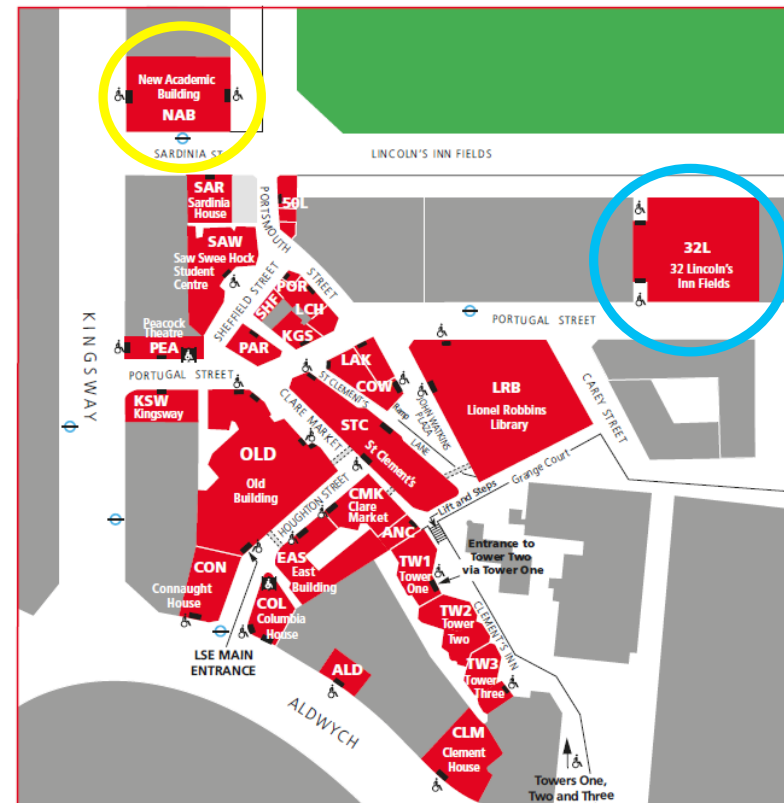 New Academic
Building
NAB
SARDINIA ST
LINCOLN'S INN FIELDS
SAR
Sardinia
House
PORTSMOUTH
STREET
50L
SAW
Saw Swee Hock
Student
Centre
SHEFFIELD STREET
32L
32 Lincoln's
Inn Fields
POR
SHF
LCH
KGS
PORTUGAL STREET
KINGSWAY
Peacock
Theatre
PEA
PAR
PORTUGAL STREET
LAK
COW
ST CLEMENT'S
LANE
Ramp
JOHN WATKINS
PLAZA
LRB
Lionel Robbins
Library
CAREY STREET
KSW
Kingsway
CLARE MARKET
STC
St Clement's
OLD
Old
Building
HOUGHTON STREET
CMK
Clare
Market
Lift and Steps
Grange Court
ANC
EAS
East
Building
Entrance to
Tower Two
via Tower One
TW1
Tower
One
CON
Connaught
House
COL
Columbia
House
TW2
Tower
Two
CLEMENT'S INN
LSE MAIN
ENTRANCE
ALD
TW3
Tower
Three
ALDWYCH
CLM
Clement
House
Towers One,
Two and Three